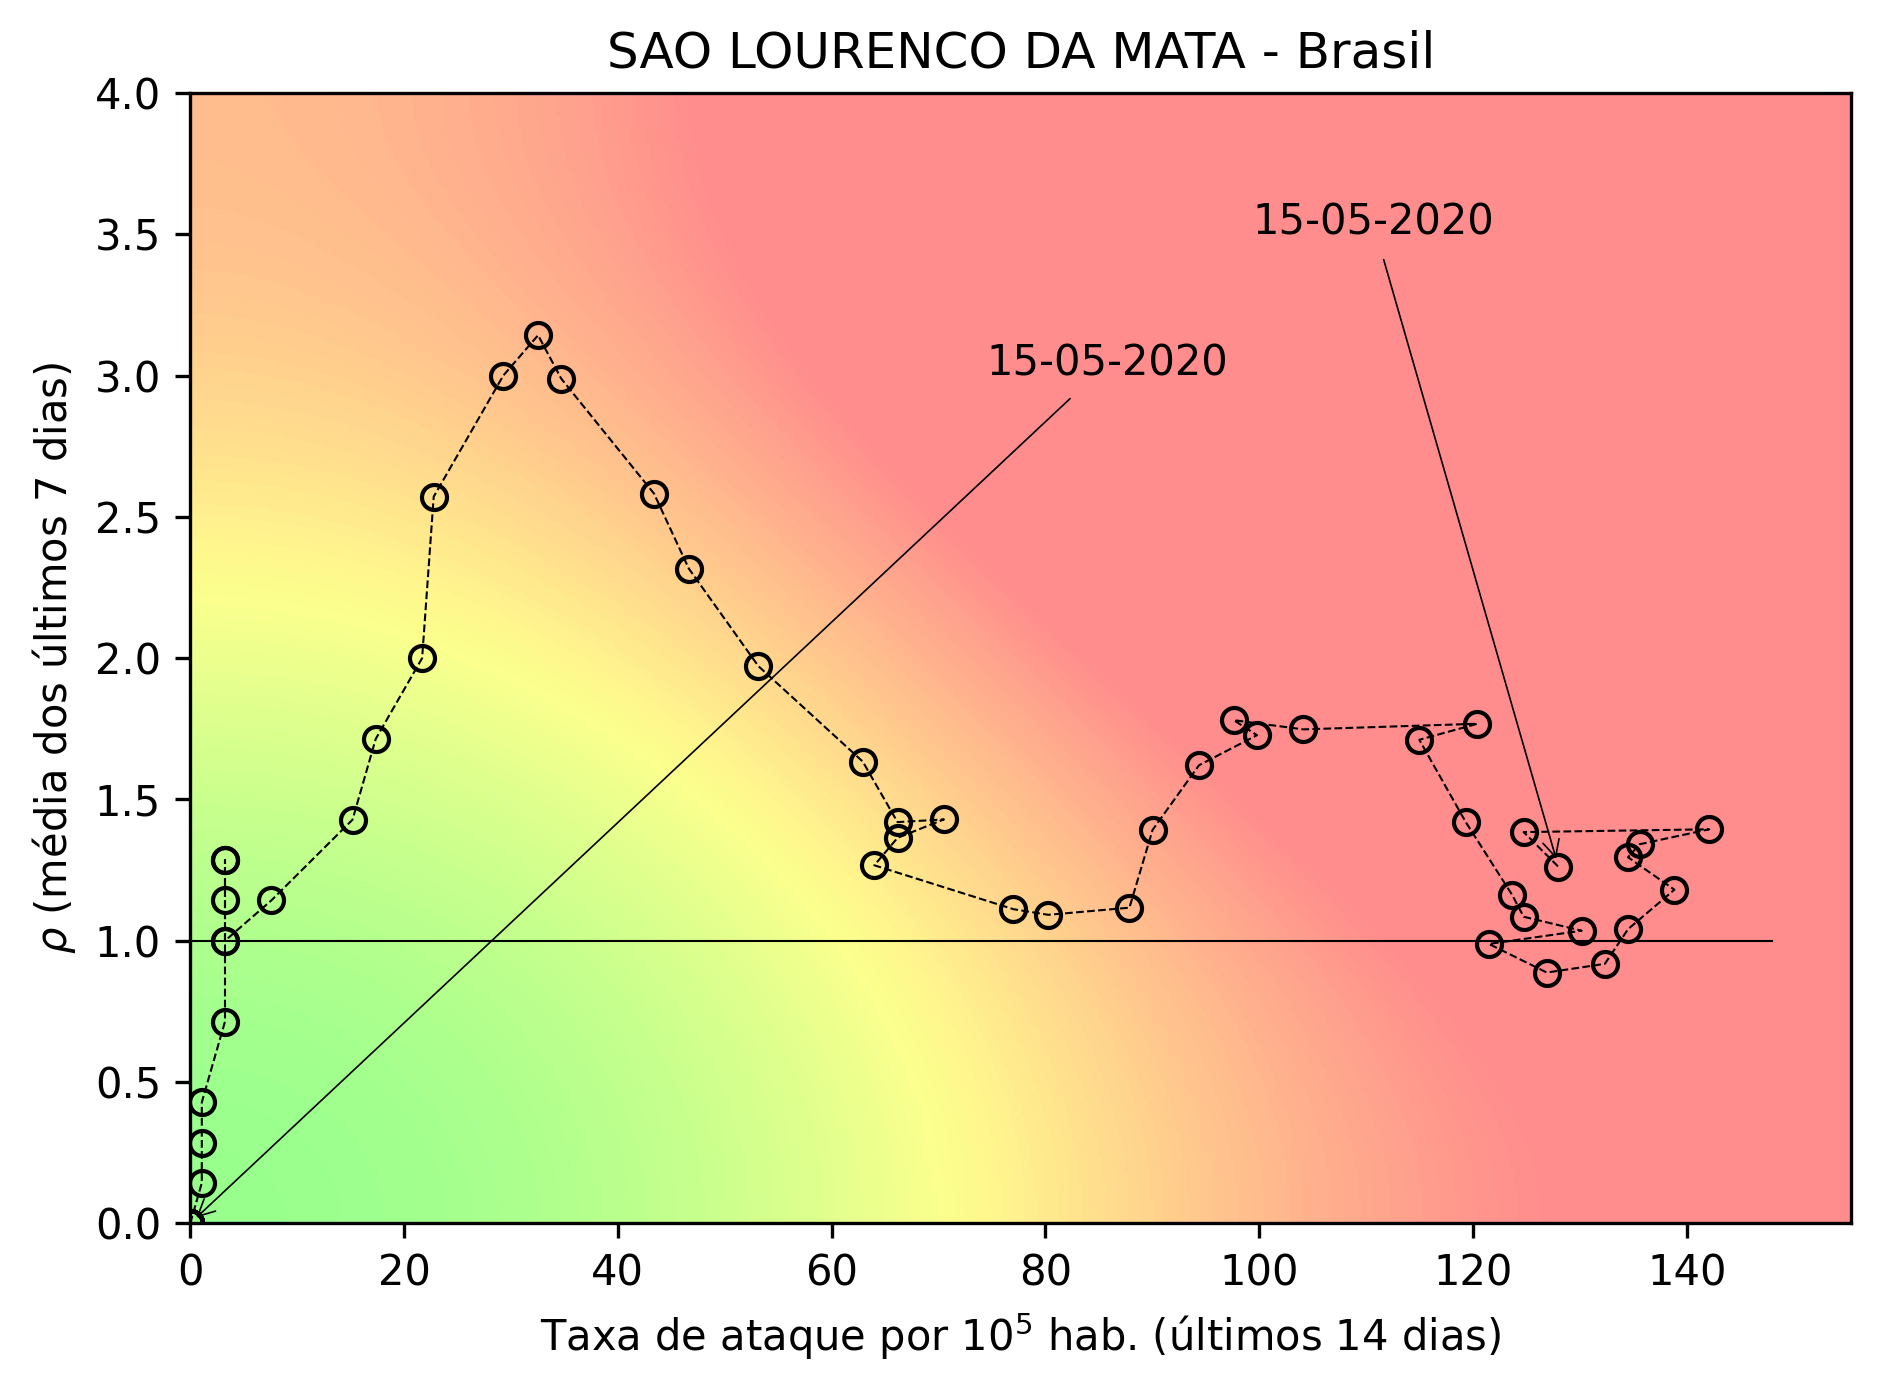 SAO LOURENCO DA MATA - Brasil
4.0
3.5
3.0
2.5
2.0
1.5
1.0
0.5
0.0
ρ (média dos últimos 7 dias)
15-05-2020
15-05-2020
0 20 40 60 80 100 120 140
Taxa de ataque por 10⁵ hab. (últimos 14 dias)